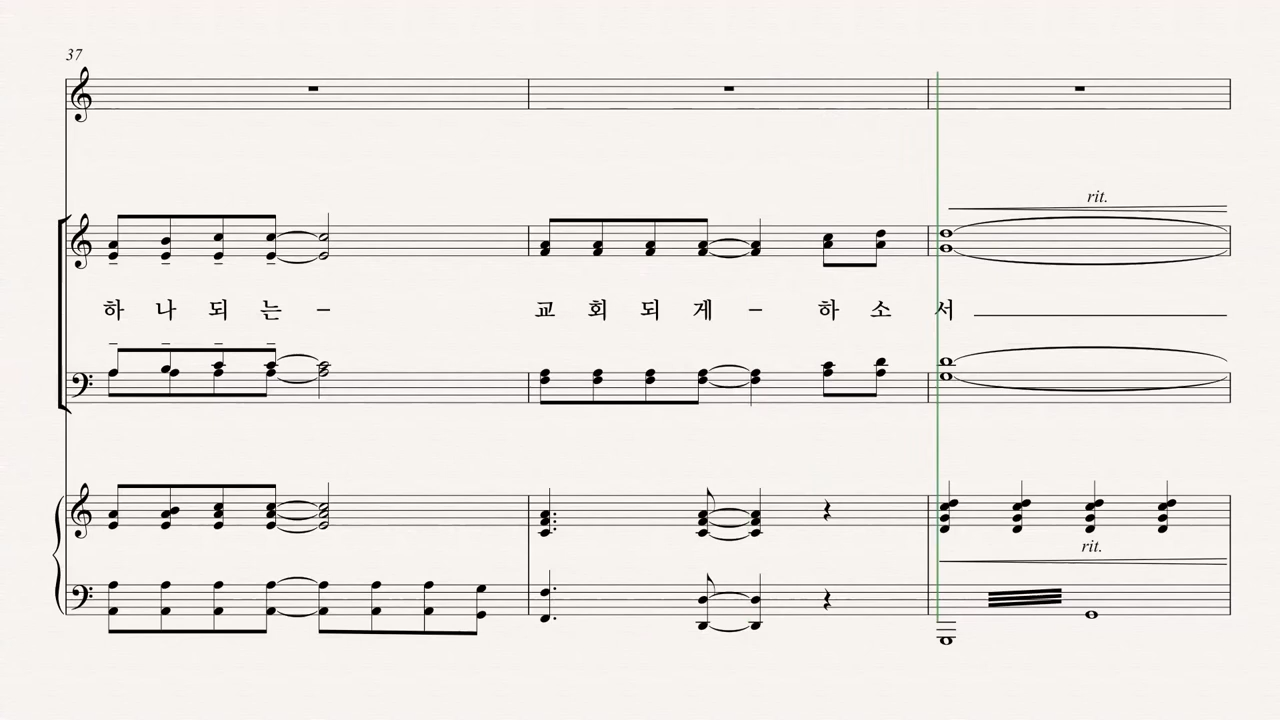 37
rit.
하 나 되 는 – 교 회 되 게 – 하 소 서
rit.